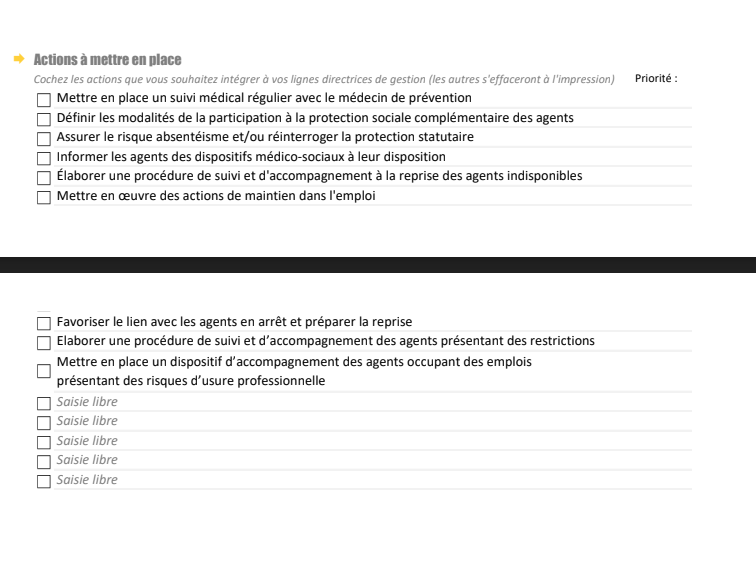 Actions à mettre en place
Cochez les actions que vous souhaitez intégrer à vos lignes directrices de gestion (les autres s'effaceront à l'impression) Priorité :
Mettre en place un suivi médical régulier avec le médecin de prévention
Définir les modalités de la participation à la protection sociale complémentaire des agents
Assurer le risque absentéisme et/ou réinterroger la protection statutaire
Informer les agents des dispositifs médico-sociaux à leur disposition
Élaborer une procédure de suivi et d'accompagnement à la reprise des agents indisponibles
Mettre en œuvre des actions de maintien dans l'emploi
Favoriser le lien avec les agents en arrêt et préparer la reprise
Elaborer une procédure de suivi et d’accompagnement des agents présentant des restrictions
Mettre en place un dispositif d’accompagnement des agents occupant des emplois
présentant des risques d’usure professionnelle
Saisie libre
Saisie libre
Saisie libre
Saisie libre
Saisie libre